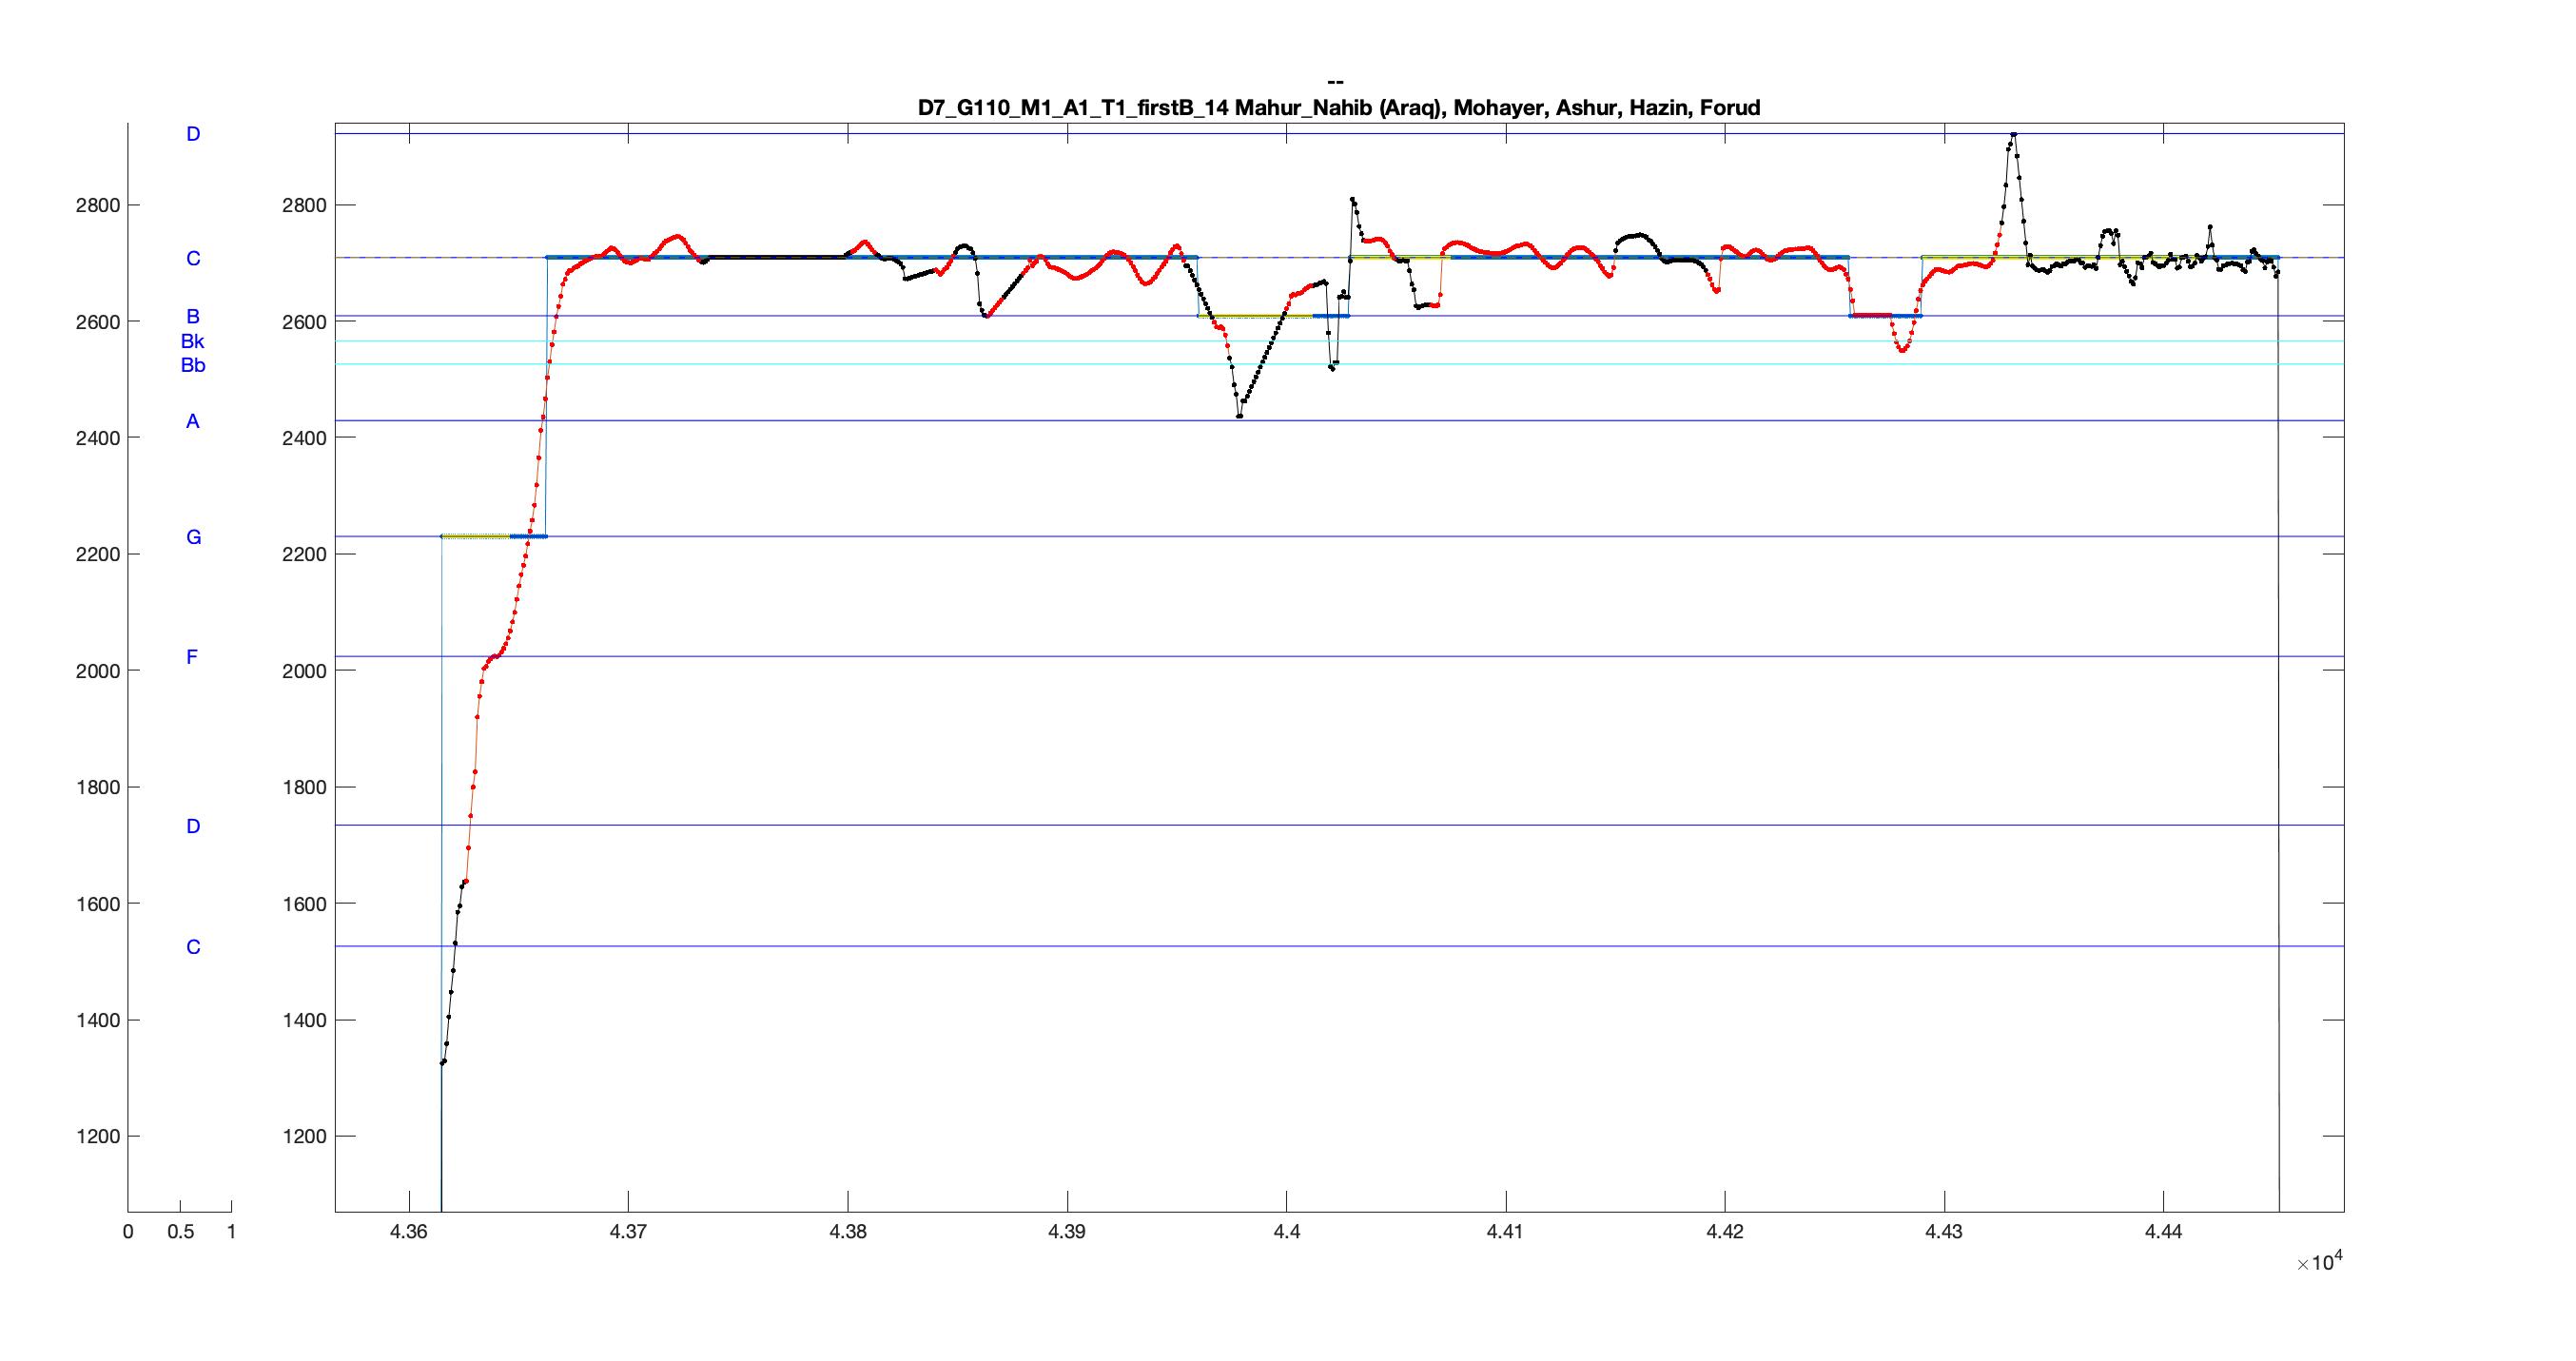 --
D7_G110_M1_A1_T1_firstB_14 Mahur_Nahib (Araq), Mohayer, Ashur, Hazin, Forud
D
2800 2800
C
B
2600 2600
Bk
Bb
A
2400 2400
G
2200 2200
F
2000 2000
1800 1800
D
1600 1600
C
1400 1400
1200 1200
0 0.5 1 4.36 4.37 4.38 4.39 4.4 4.41 4.42 4.43 4.44
×10^4